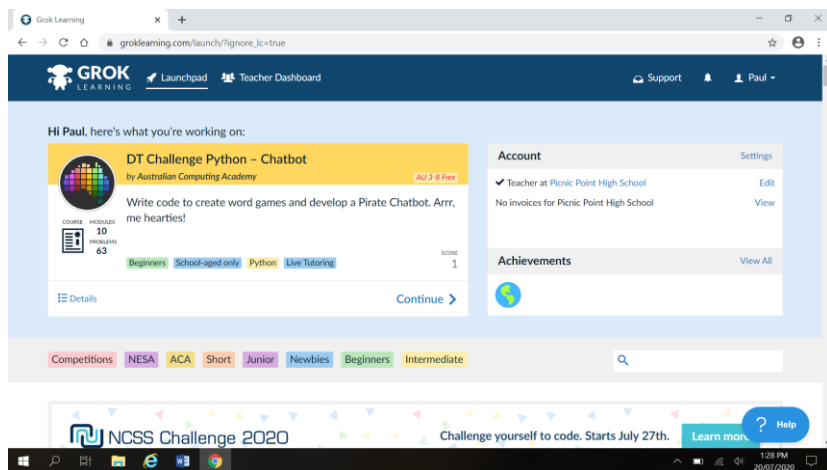 Grok Learning
groklearning.com/launch/?ignore_lc=true
GROK
LEARNING
Launchpad
Teacher Dashboard
Support
Paul
Hi Paul, here's what you're working on:
DT Challenge Python – Chatbot
by Australian Computing Academy
AU 3-8 Free
Write code to create word games and develop a Pirate Chatbot. Arrr,
me hearties!
COURSE
MODULES
10
PROBLEMS
63
Beginners School-aged only Python Live Tutoring
SCORE
1
Details
Continue
Account
Settings
Teacher at Picnic Point High School
Edit
No invoices for Picnic Point High School
View
Achievements
View All
Competitions NESA ACA Short Junior Newbies Beginners Intermediate
NCSS Challenge 2020
Challenge yourself to code. Starts July 27th.
Learn more
? Help
1:28 PM
20/07/2020